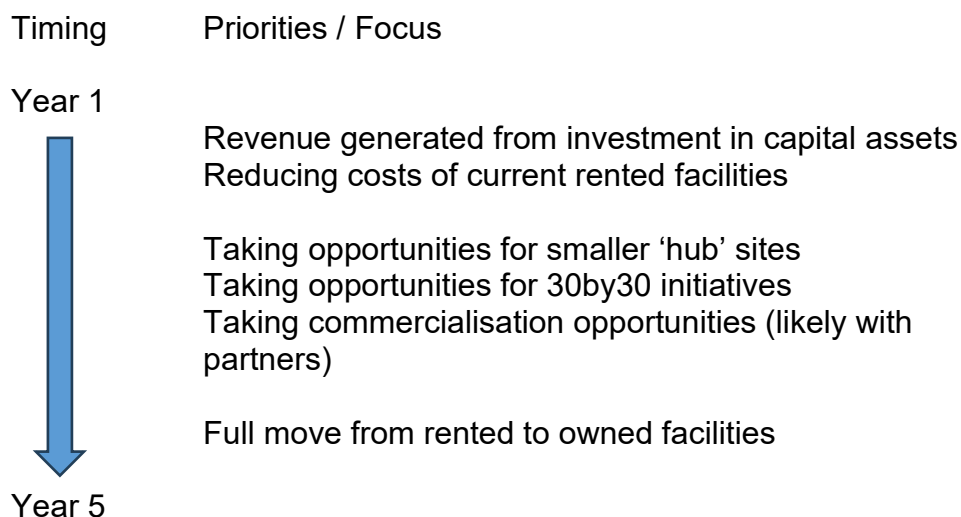 Timing Priorities / Focus
Year 1
Revenue generated from investment in capital assets
Reducing costs of current rented facilities
Taking opportunities for smaller ‘hub’ sites
Taking opportunities for 30by30 initiatives
Taking commercialisation opportunities (likely with
partners)
Full move from rented to owned facilities
Year 5